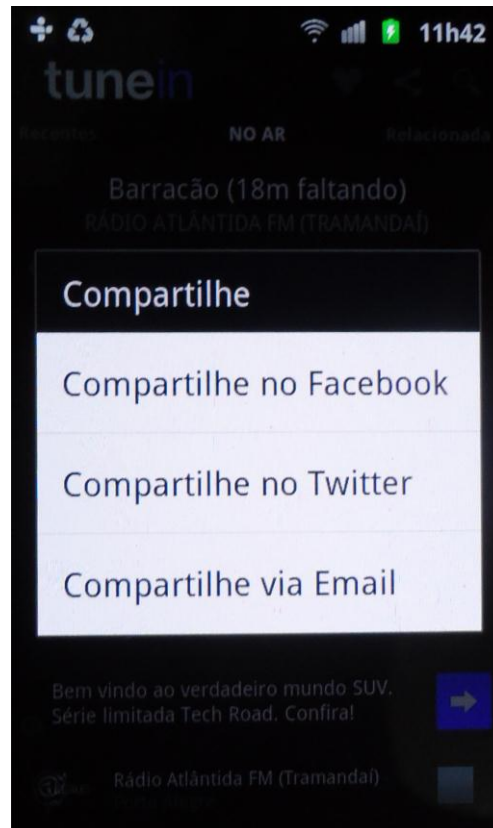 11h42
tunein
Recentes NO AR Relacionada
Barracão (18m faltando)
RÁDIO ATLÂNTIDA FM (TRAMANDAÍ)
Compartilhe
Compartilhe no Facebook
Compartilhe no Twitter
Compartilhe via Email
Bem vindo ao verdadeiro mundo SUV.
Série limitada Tech Road. Confira!
Rádio Atlântida FM (Tramandaí)